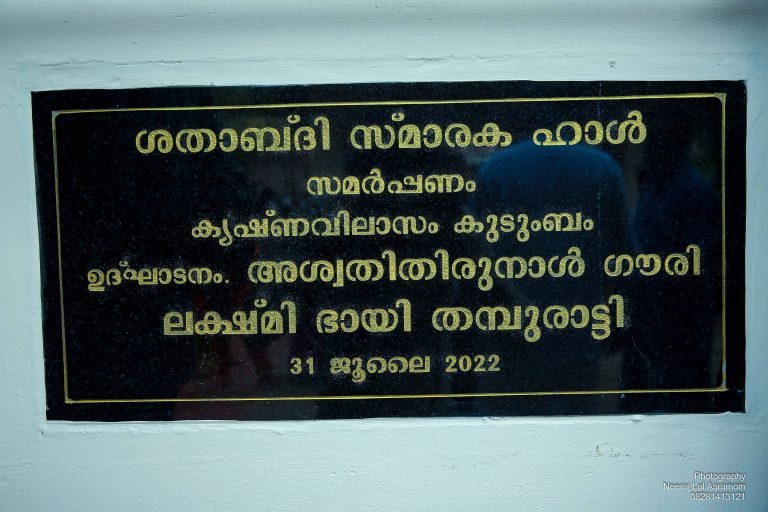 ശതാബ്ദി സ്മാരക ഹാൾ
സമർപ്പണം
കൃഷ്ണവിലാസം കുടുംബം
ഉദ്ഘാടനം. അശ്വതിതിരുനാൾ ഗൗരി
ലക്ഷ്മി ഭായി തമ്പുരാട്ടി
31 ജൂലൈ 2022
Photography
Neeraj Lal Asramom
08281413121